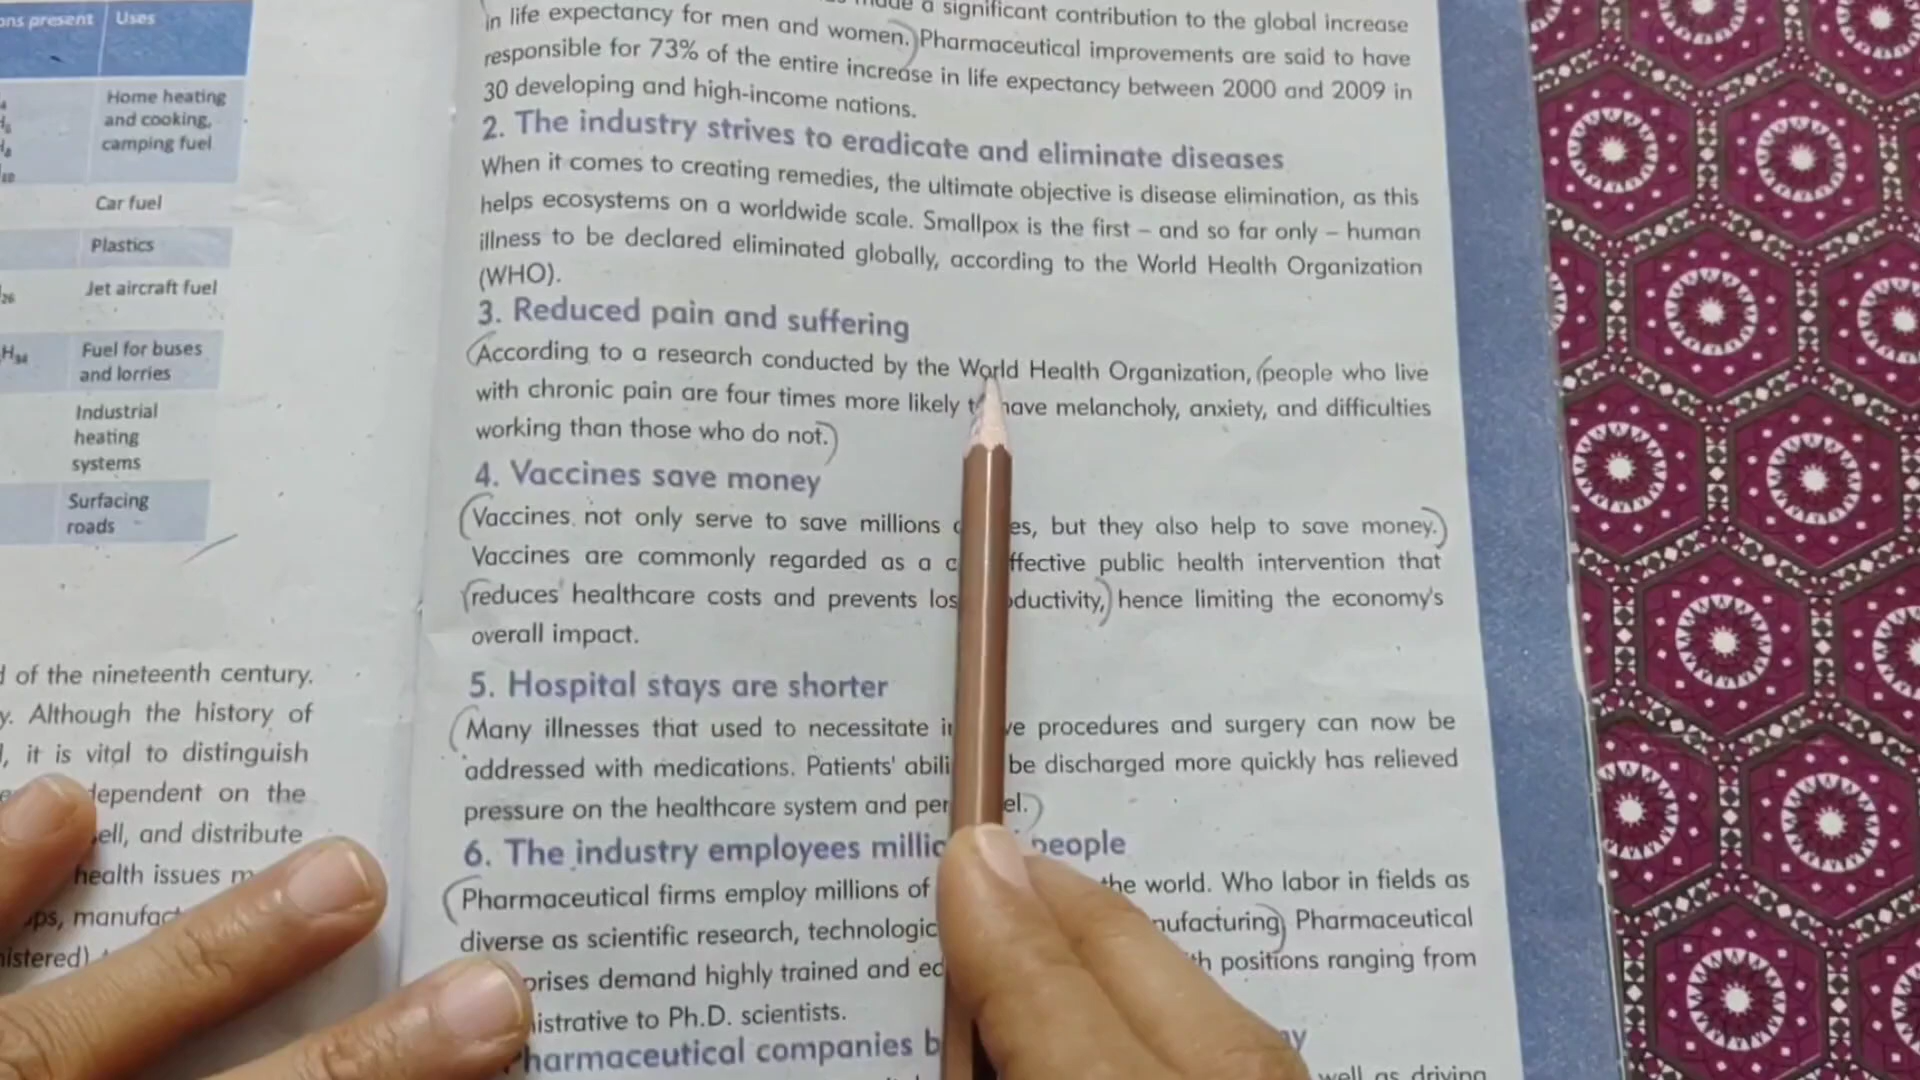 ons present Uses
Home heating
and cooking,
camping fuel
Car fuel
Plastics
Jet aircraft fuel
Fuel for buses
and lorries
Industrial
heating
systems
Surfacing
roads
of the nineteenth century.
y. Although the history of
it is vital to distinguish
dependent on the
ell, and distribute
health issues
manufac
istered)
a significant contribution to the global increase
in life expectancy for men and women. Pharmaceutical improvements are said to have
responsible for 73% of the entire increase in life expectancy between 2000 and 2009 in
30 developing and high-income nations.
2. The industry strives to eradicate and eliminate diseases
When it comes to creating remedies, the ultimate objective is disease elimination, as this
helps ecosystems on a worldwide scale. Smallpox is the first – and so far only – human
illness to be declared eliminated globally, according to the World Health Organization
(WHO).
3. Reduced pain and suffering
According to a research conducted by the World Health Organization, people who live
with chronic pain are four times more likely have melancholy, anxiety, and difficulties
working than those who do not.
4. Vaccines save money
Vaccines not only serve to save millions es, but they also help to save money.
Vaccines are commonly regarded as a c ffective public health intervention that
reduces healthcare costs and prevents los oductivity, hence limiting the economy's
overall impact.
5. Hospital stays are shorter
Many illnesses that used to necessitate procedures and surgery can now be
addressed with medications. Patients' abili be discharged more quickly has relieved
pressure on the healthcare system and per el.
6. The industry employees millio people
Pharmaceutical firms employ millions of the world. Who labor in fields as
diverse as scientific research, technologic nufacturing Pharmaceutical
prises demand highly trained and ed positions ranging from
istrative to Ph.D. scientists.
harmaceutical companies b
well as driving